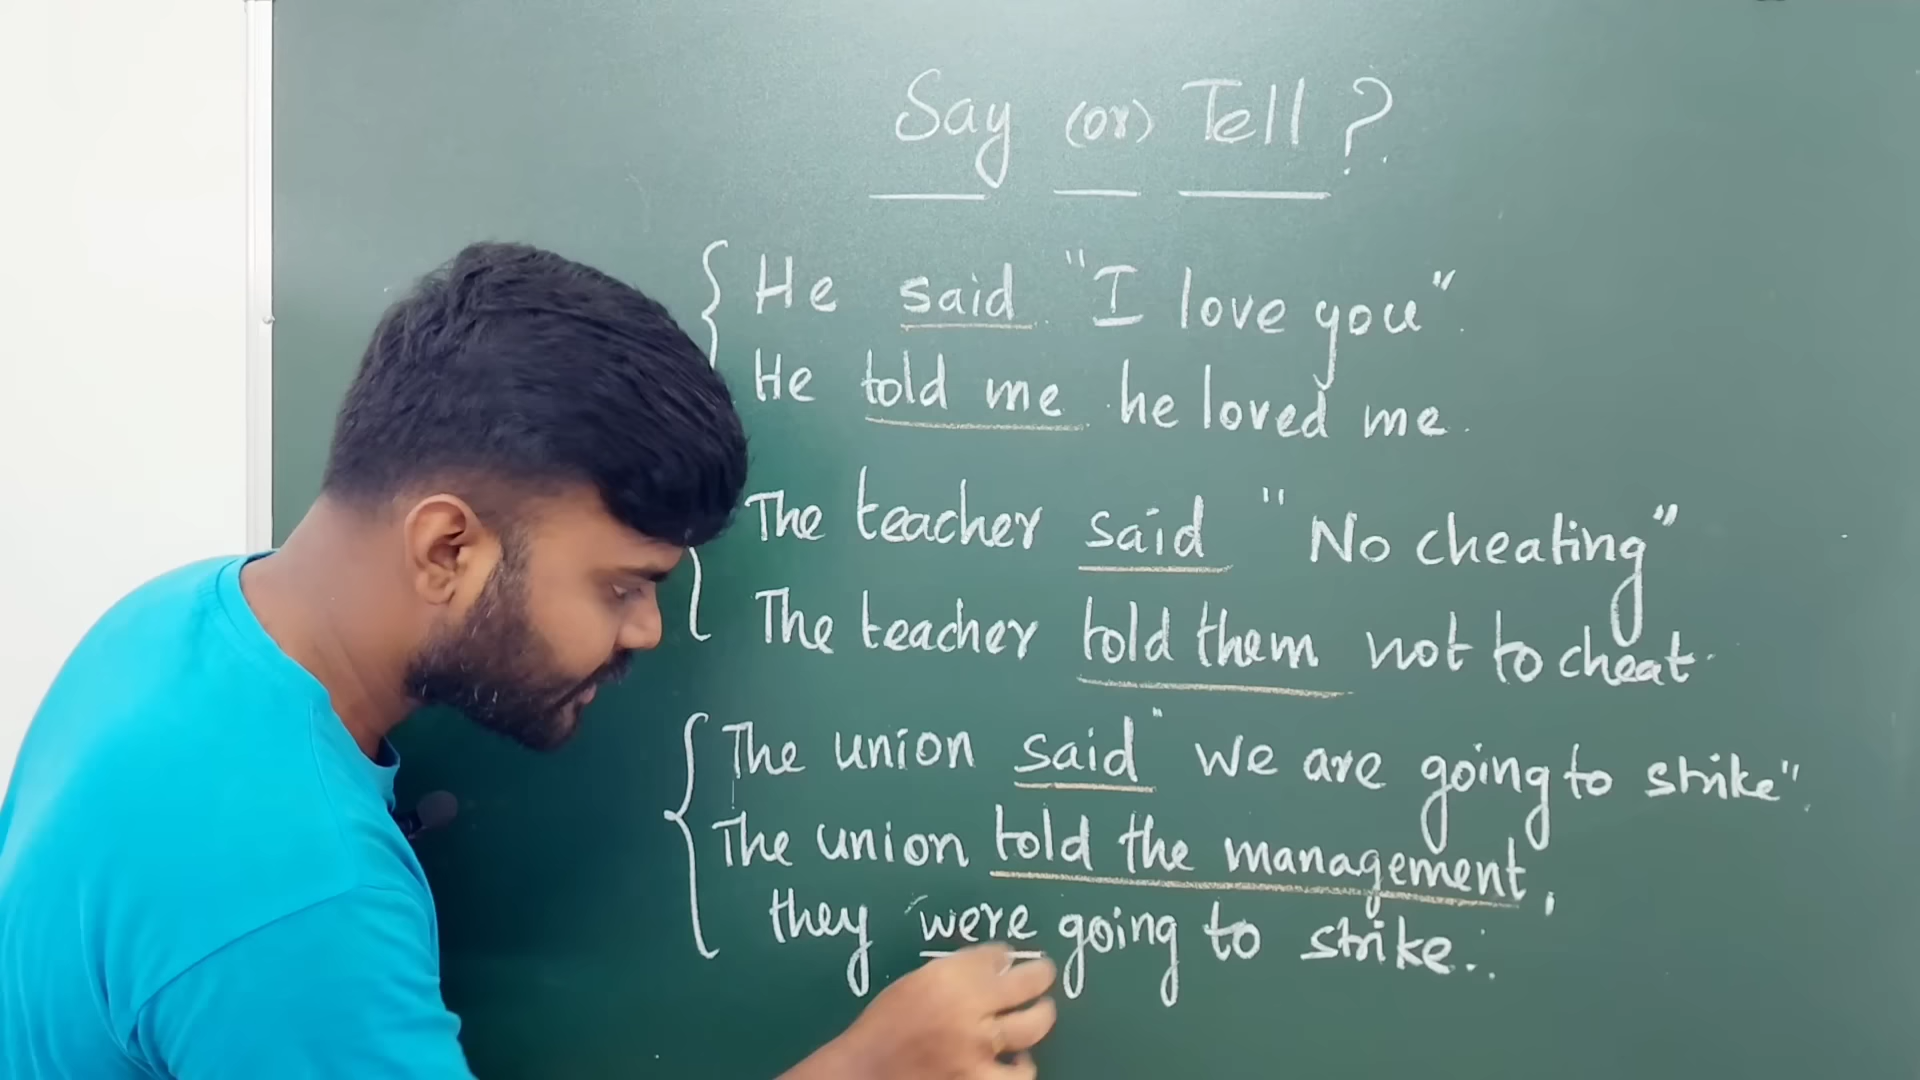 Say (or) Tell?
He said "I love you".
He told me he loved me.
The teacher said "No cheating"
The teacher told them not to cheat.
The union said "we are going to strike".
The union told the management,
they were going to strike.